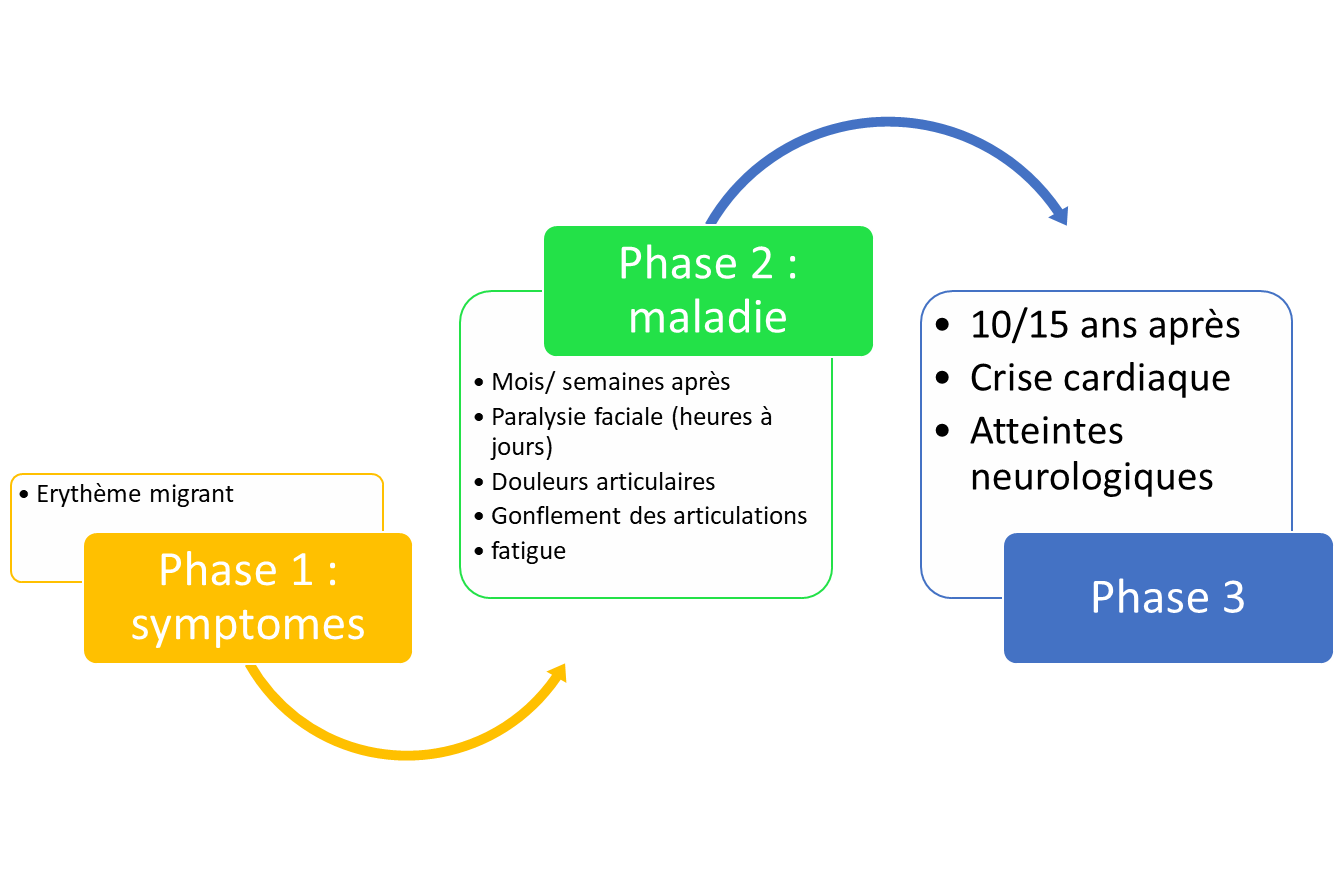 • Erythème migrant
Phase 1 :
symptomes
Phase 2 :
maladie
• Mois/ semaines après
• Paralysie faciale (heures à
jours)
• Douleurs articulaires
• Gonflement des articulations
• fatigue
• 10/15 ans après
• Crise cardiaque
• Atteintes
neurologiques
Phase 3